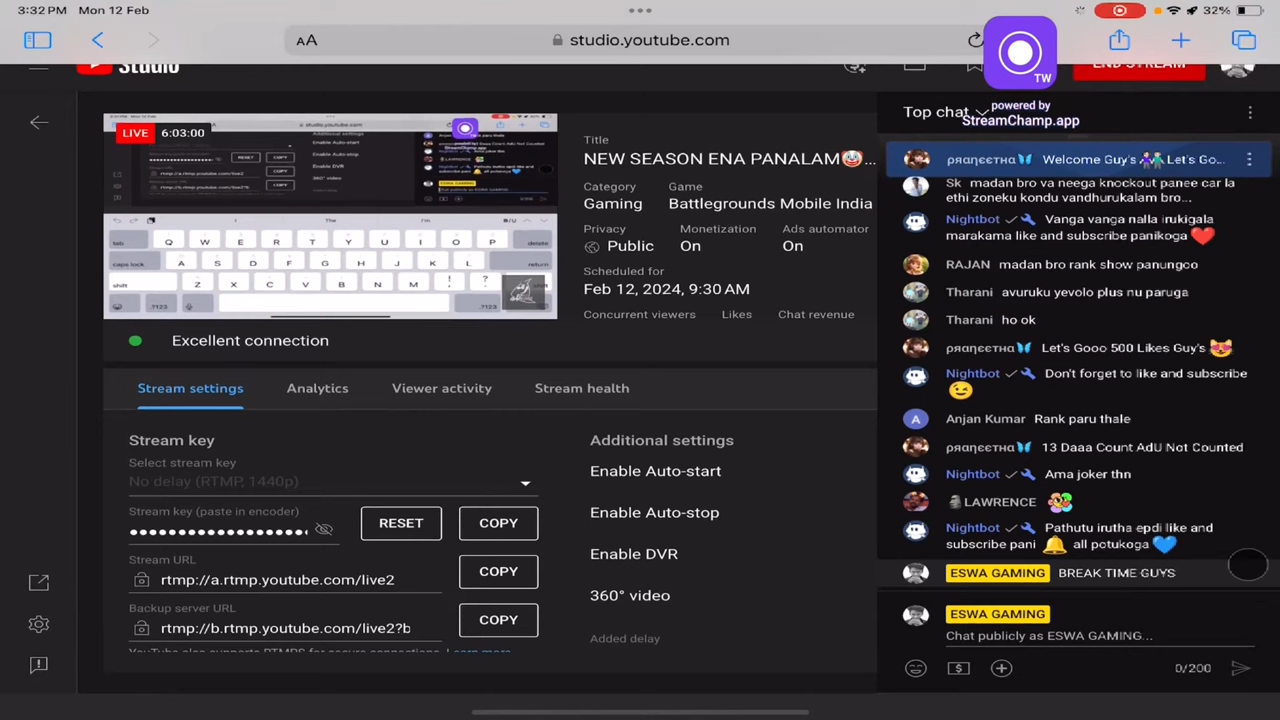 3:32 PM Mon 12 Feb
32%
AA
studio.youtube.com
TW
Studio
END STREAM
powered by
StreamChamp.app
LIVE 6:03:00
Title
NEW SEASON ENA PANALAM🤡...
Category
Gaming
Game
Battlegrounds Mobile India
Privacy
Public
Monetization
On
Ads automator
On
Scheduled for
Feb 12, 2024, 9:30 AM
Concurrent viewers
Likes
Chat revenue
Excellent connection
Stream settings
Analytics
Viewer activity
Stream health
Stream key
Select stream key
No delay (RTMP, 1440p)
Stream key (paste in encoder)
RESET
COPY
Stream URL
rtmp://a.rtmp.youtube.com/live2
COPY
Backup server URL
rtmp://b.rtmp.youtube.com/live2?b
COPY
YouTube also supports RTMPS for secure connections. Learn more
Additional settings
Enable Auto-start
Enable Auto-stop
Enable DVR
360° video
Added delay
Top chat
ρяαηєєтнα🦋 Welcome Guy's 👫 Let's Go...
Sk madan bro va neega knockout panee car la
ethi zoneku kondu vandhurukalam bro...
Nightbot Vanga vanga nalla irukigala
marakama like and subscribe panikoga ❤️
RAJAN madan bro rank show panungco
Tharani avuruku yevolo plus nu paruga
Tharani ho ok
ρяαηєєтнα🦋 Let's Gooo 500 Likes Guy's 😻
Nightbot Don't forget to like and subscribe
😉
A Anjan Kumar Rank paru thale
ρяαηєєтнα🦋 13 Daaa Count AdU Not Counted
Nightbot Ama joker thn
🗿LAWRENCE
Nightbot Pathutu irutha epdi like and
subscribe pani 🔔 all potukoga 💙
ESWA GAMING BREAK TIME GUYS
ESWA GAMING
Chat publicly as ESWA GAMING...
0/200